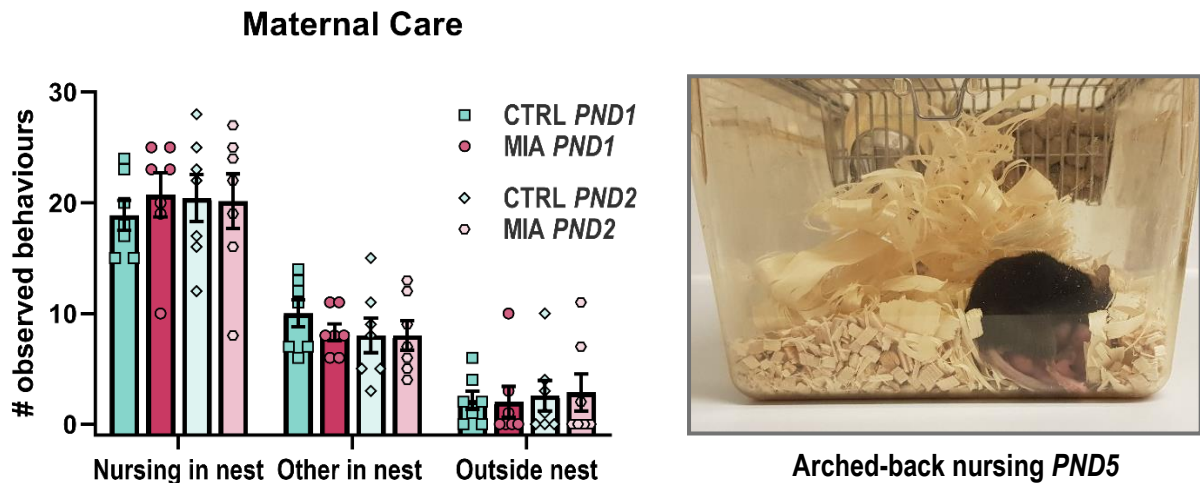 Maternal Care
# observed behaviours
30
20
10
0
CTRL PND1
MIA PND1
CTRL PND2
MIA PND2
Nursing in nest
Other in nest
Outside nest
Arched-back nursing PND5